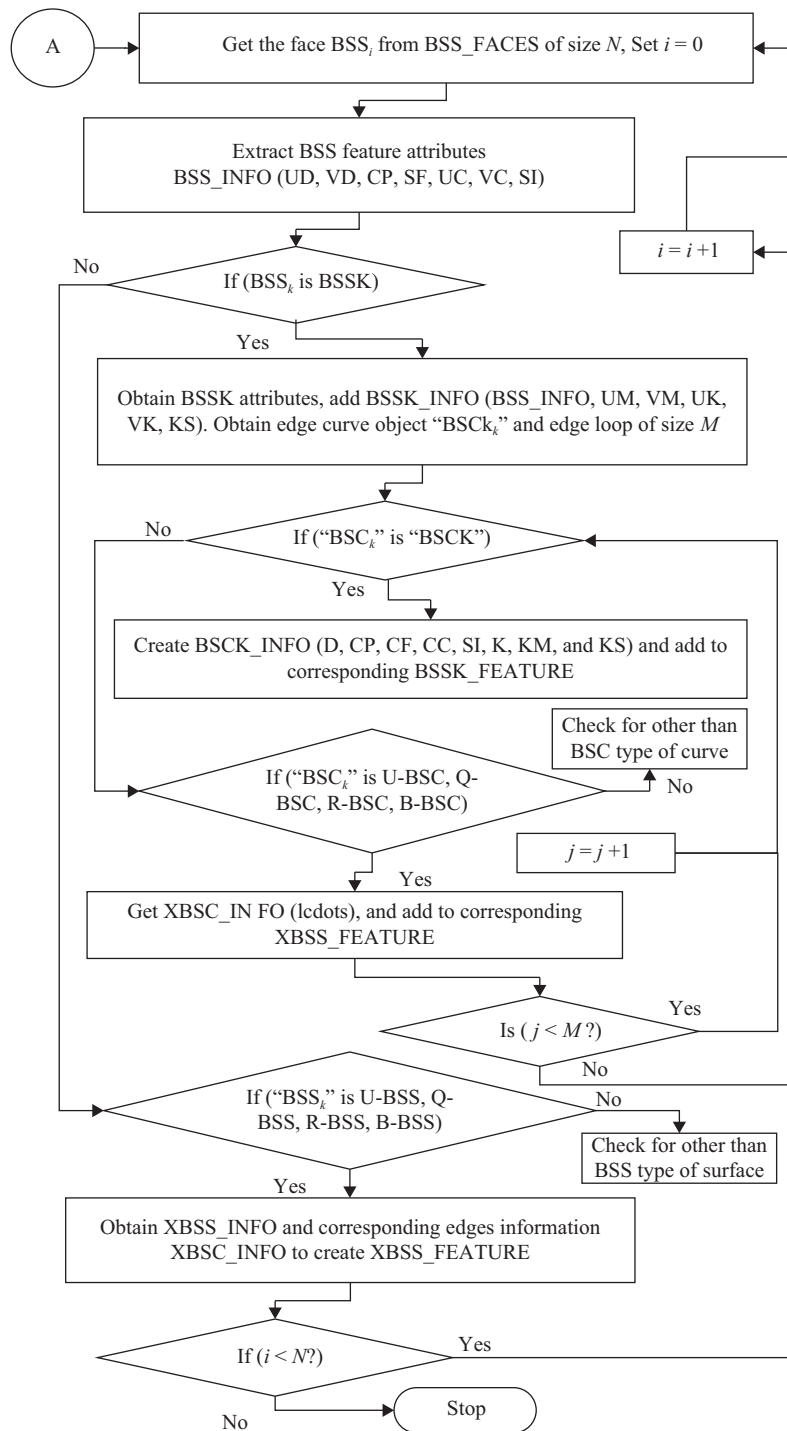 A
Get the face BSSi from BSS_FACES of size N, Set i = 0
Extract BSS feature attributes
BSS_INFO (UD, VD, CP, SF, UC, VC, SI)
i = i +1
No
If (BSSk is BSSK)
Yes
Obtain BSSK attributes, add BSSK_INFO (BSS_INFO, UM, VM, UK,
VK, KS). Obtain edge curve object “BSCkk” and edge loop of size M
No
If (“BSCk” is “BSCK”)
Yes
Create BSCK_INFO (D, CP, CF, CC, SI, K, KM, and KS) and add to
corresponding BSSK_FEATURE
Check for other than
BSC type of curve
If (“BSCk” is U-BSC, Q-
BSC, R-BSC, B-BSC)
No
j = j +1
Yes
Get XBSC_IN FO (lcdots), and add to corresponding
XBSS_FEATURE
Is ( j < M ?)
Yes
No
If (“BSSk” is U-BSS, Q-
BSS, R-BSS, B-BSS)
No
Check for other than
BSS type of surface
Yes
Obtain XBSS_INFO and corresponding edges information
XBSC_INFO to create XBSS_FEATURE
If (i < N?)
Yes
No
Stop